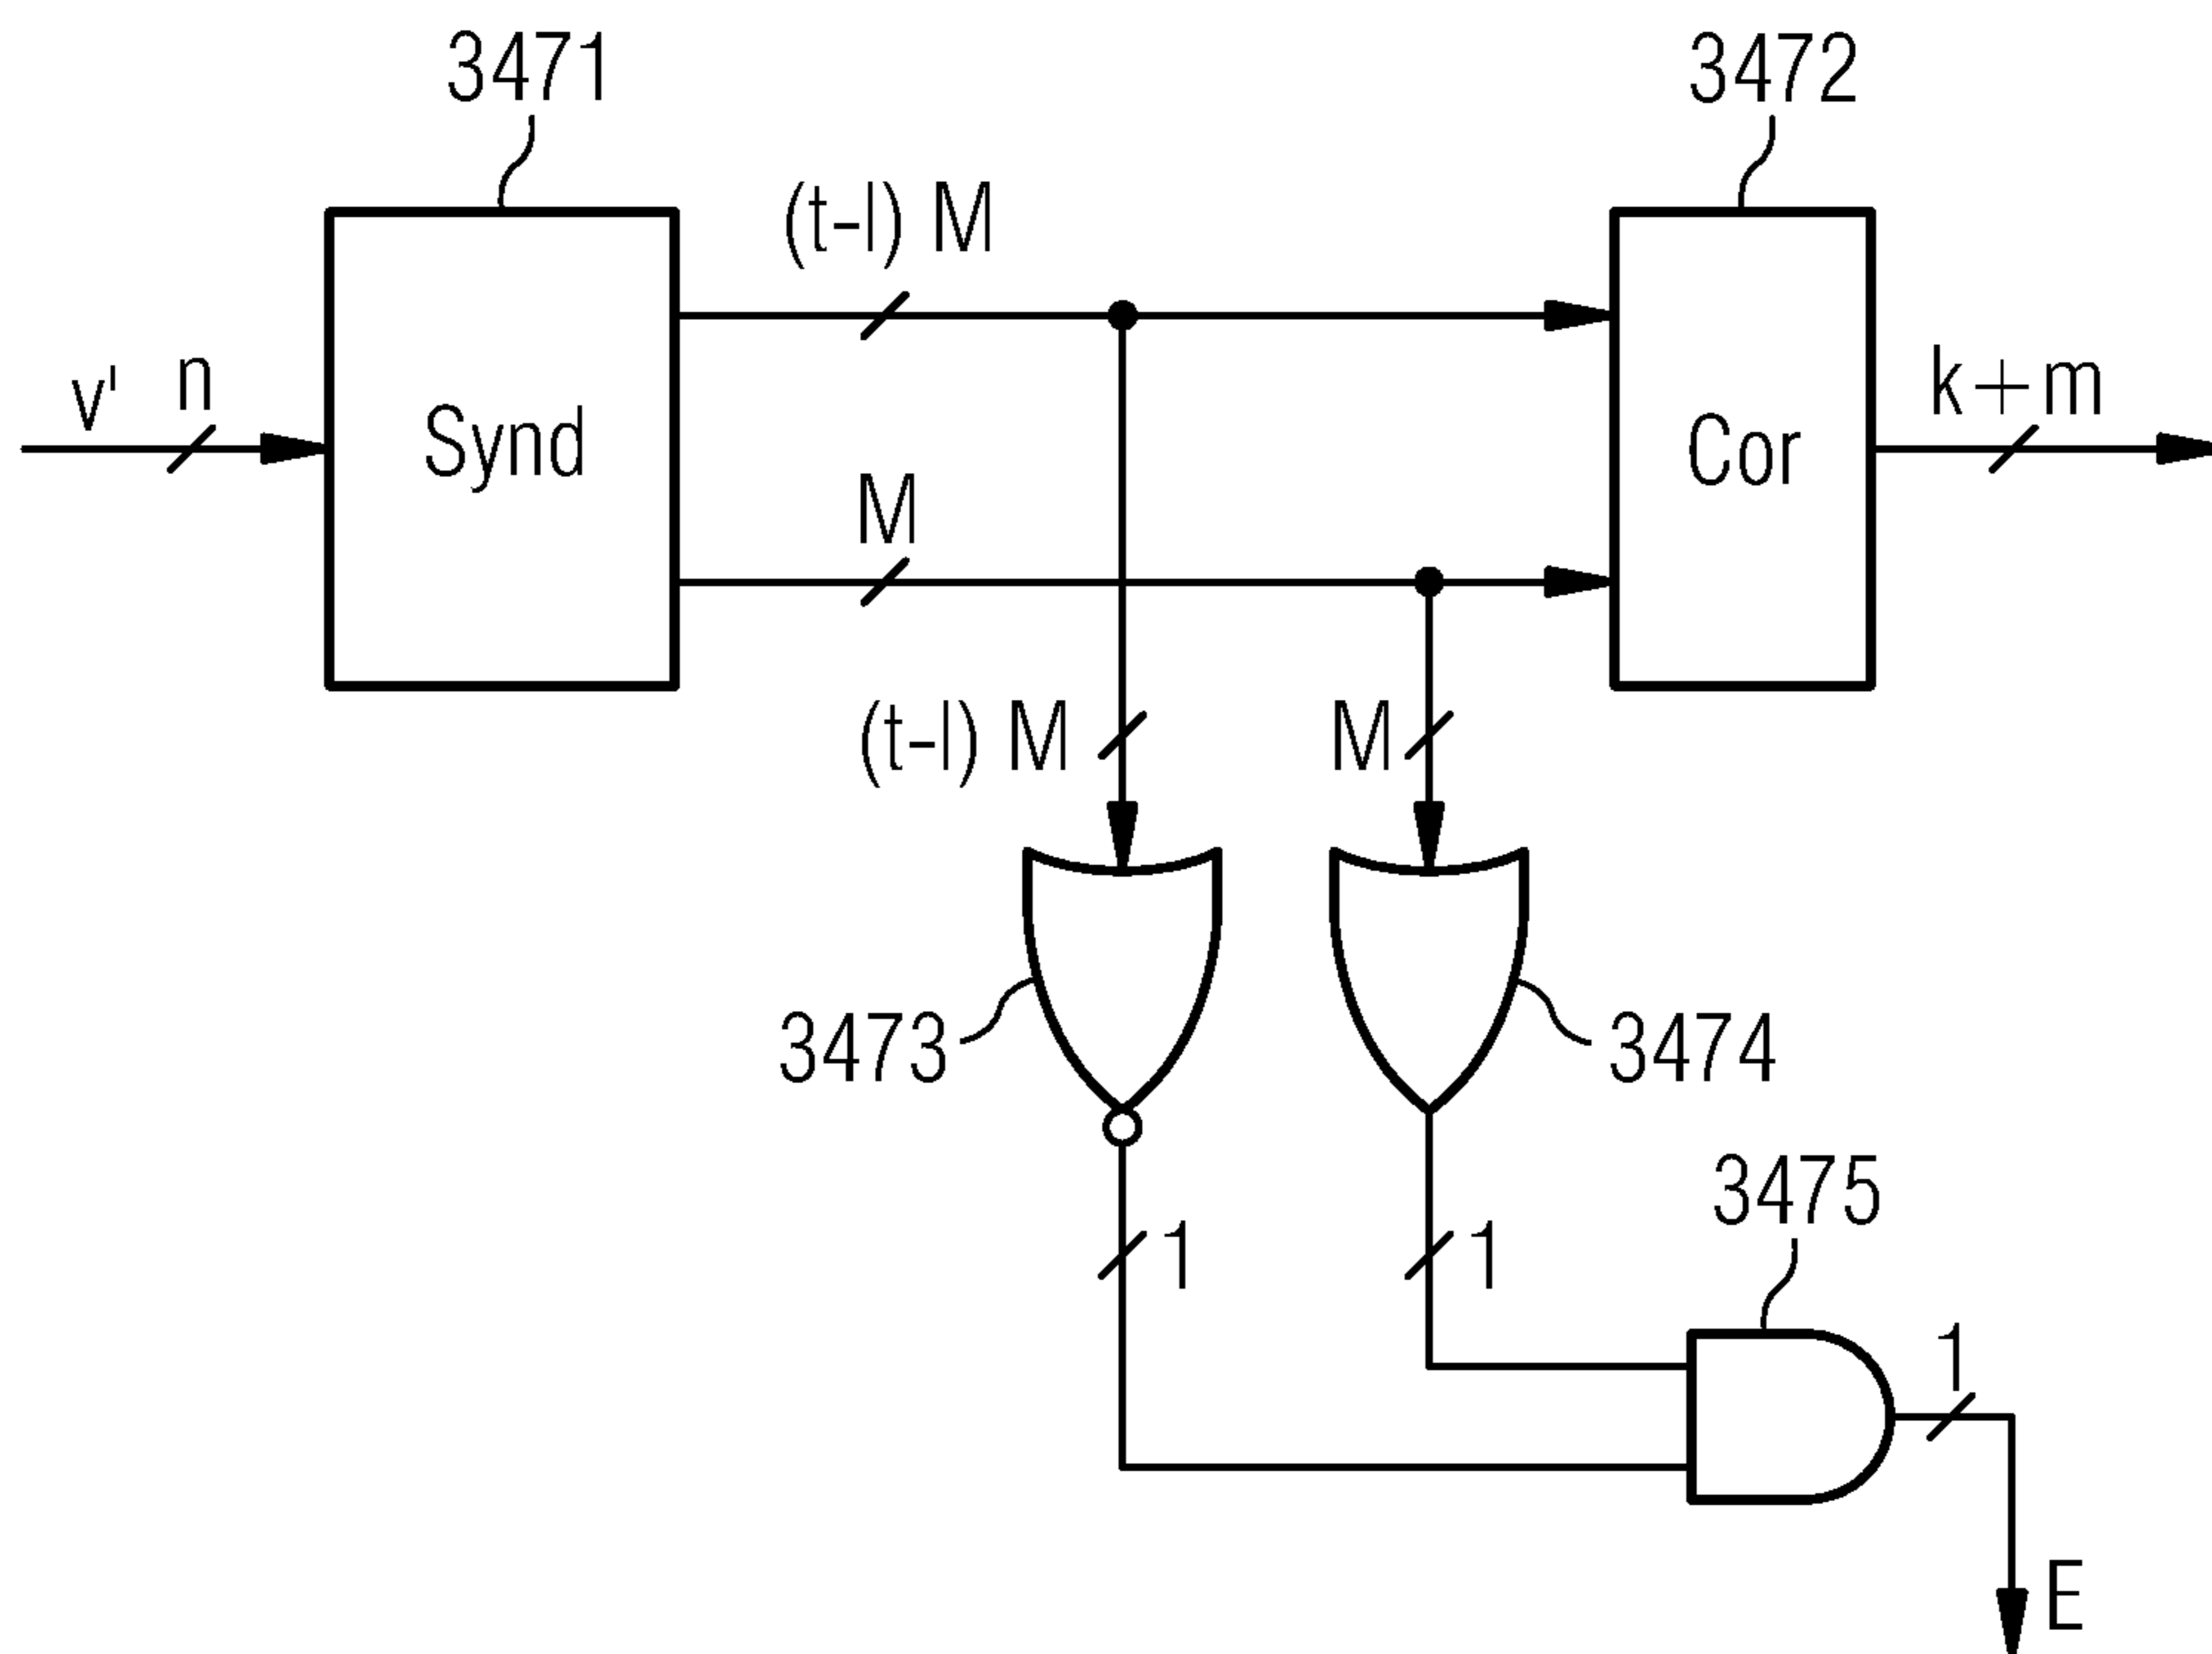 3471
3472
(t-l) M
v' n
Synd
M
Cor
k+m
(t-l) M
M
3473
3474
3475
1
1
1
E